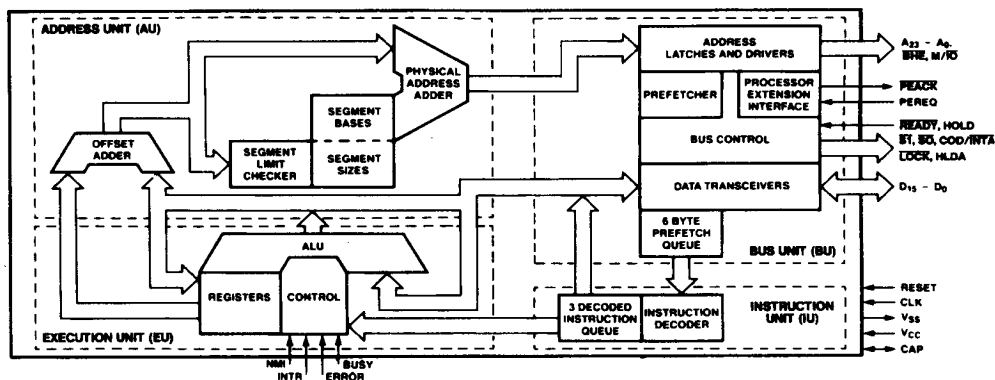 ADDRESS UNIT (AU)
OFFSET
ADDER
SEGMENT
LIMIT
CHECKER
SEGMENT
BASES
SEGMENT
SIZES
PHYSICAL
ADDRESS
ADDER
ADDRESS
LATCHES AND DRIVERS
PREFETCHER
PROCESSOR
EXTENSION
INTERFACE
BUS CONTROL
DATA TRANSCEIVERS
6 BYTE
PREFETCH
QUEUE
BUS UNIT (BU)
A23 - A0,
BHE, M/IO
PEACK
PEREQ
READY, HOLD
S1, S0, COD/INTA
LOCK, HLDA
D15 - D0
ALU
REGISTERS
CONTROL
EXECUTION UNIT (EU)
NMI
INTR
ERROR
BUSY
3 DECODED
INSTRUCTION
QUEUE
INSTRUCTION
DECODER
INSTRUCTION
UNIT (IU)
RESET
CLK
VSS
VCC
CAP